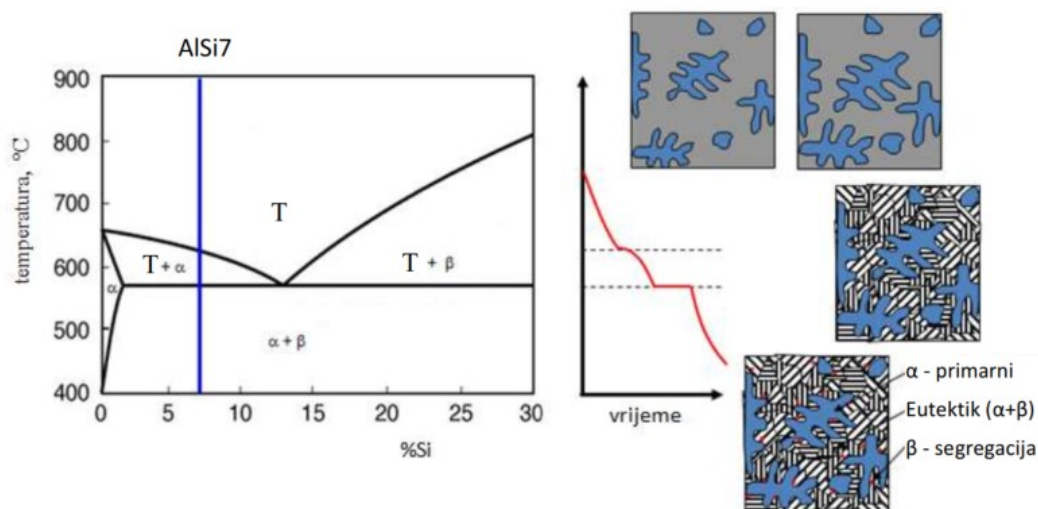 AlSi7
900
800
700
600
500
400
temperatura, °C
T
T + α
T + β
α
α + β
0
5
10
15
20
25
30
%Si
vrijeme
α - primarni
Eutektik (α+β)
β - segregacija